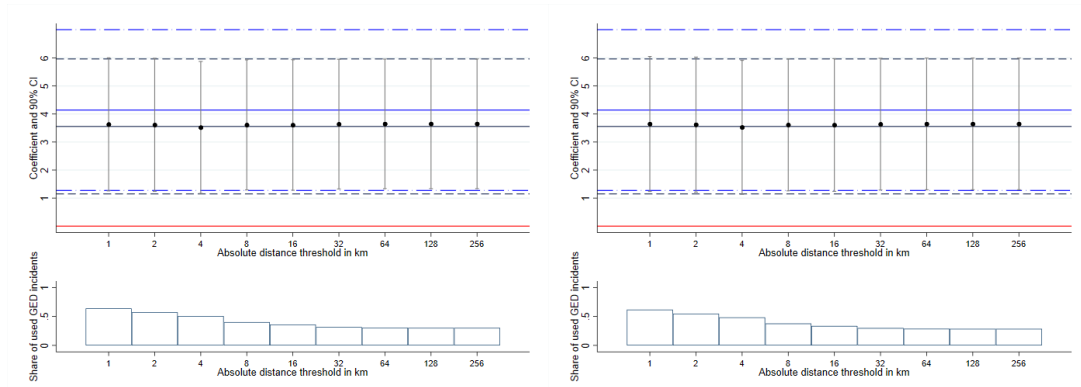 Coefficient and 90% CI
6
5
4
3
2
1
1 2 4 8 16 32 64 128 256
Absolute distance threshold in km
Share of used GED incidents
1
.5
0
1 2 4 8 16 32 64 128 256
Absolute distance threshold in km
Coefficient and 90% CI
6
5
4
3
2
1
1 2 4 8 16 32 64 128 256
Absolute distance threshold in km
Share of used GED incidents
1
.5
0
1 2 4 8 16 32 64 128 256
Absolute distance threshold in km